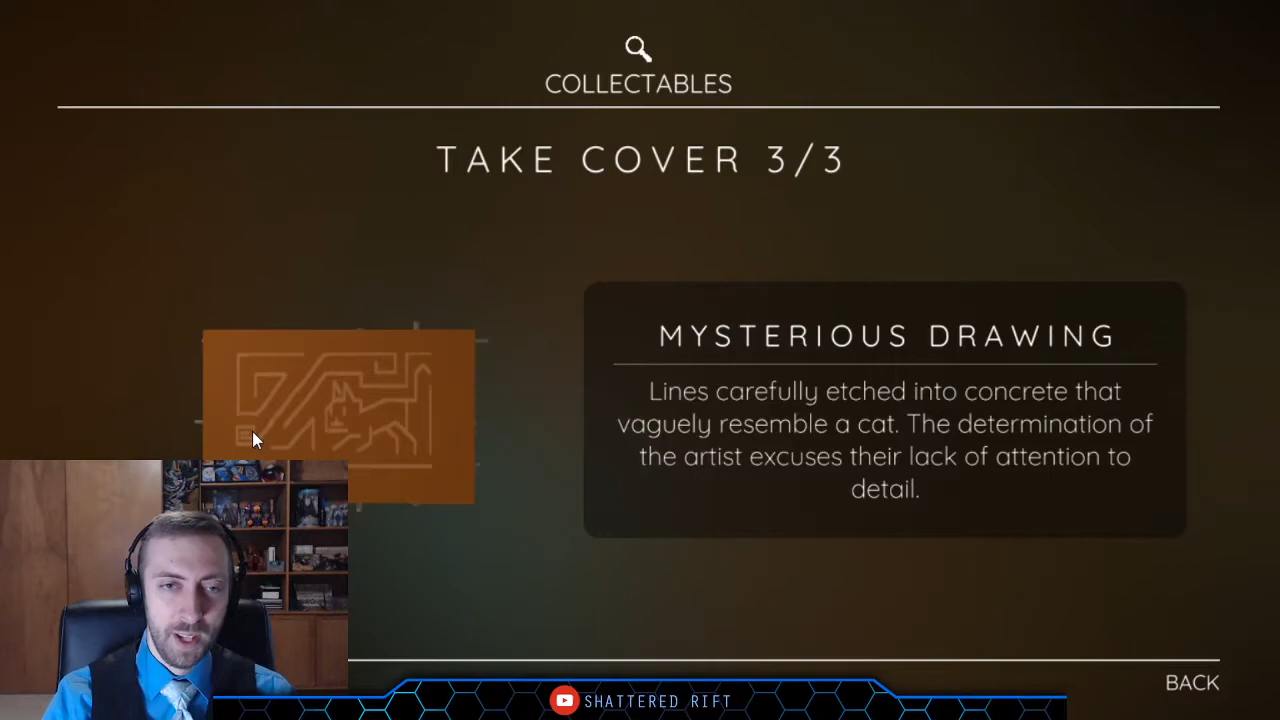 COLLECTABLES
TAKE COVER 3/3
MYSTERIOUS DRAWING
Lines carefully etched into concrete that
vaguely resemble a cat. The determination of
the artist excuses their lack of attention to
detail.
BACK
SHATTERED RIFT